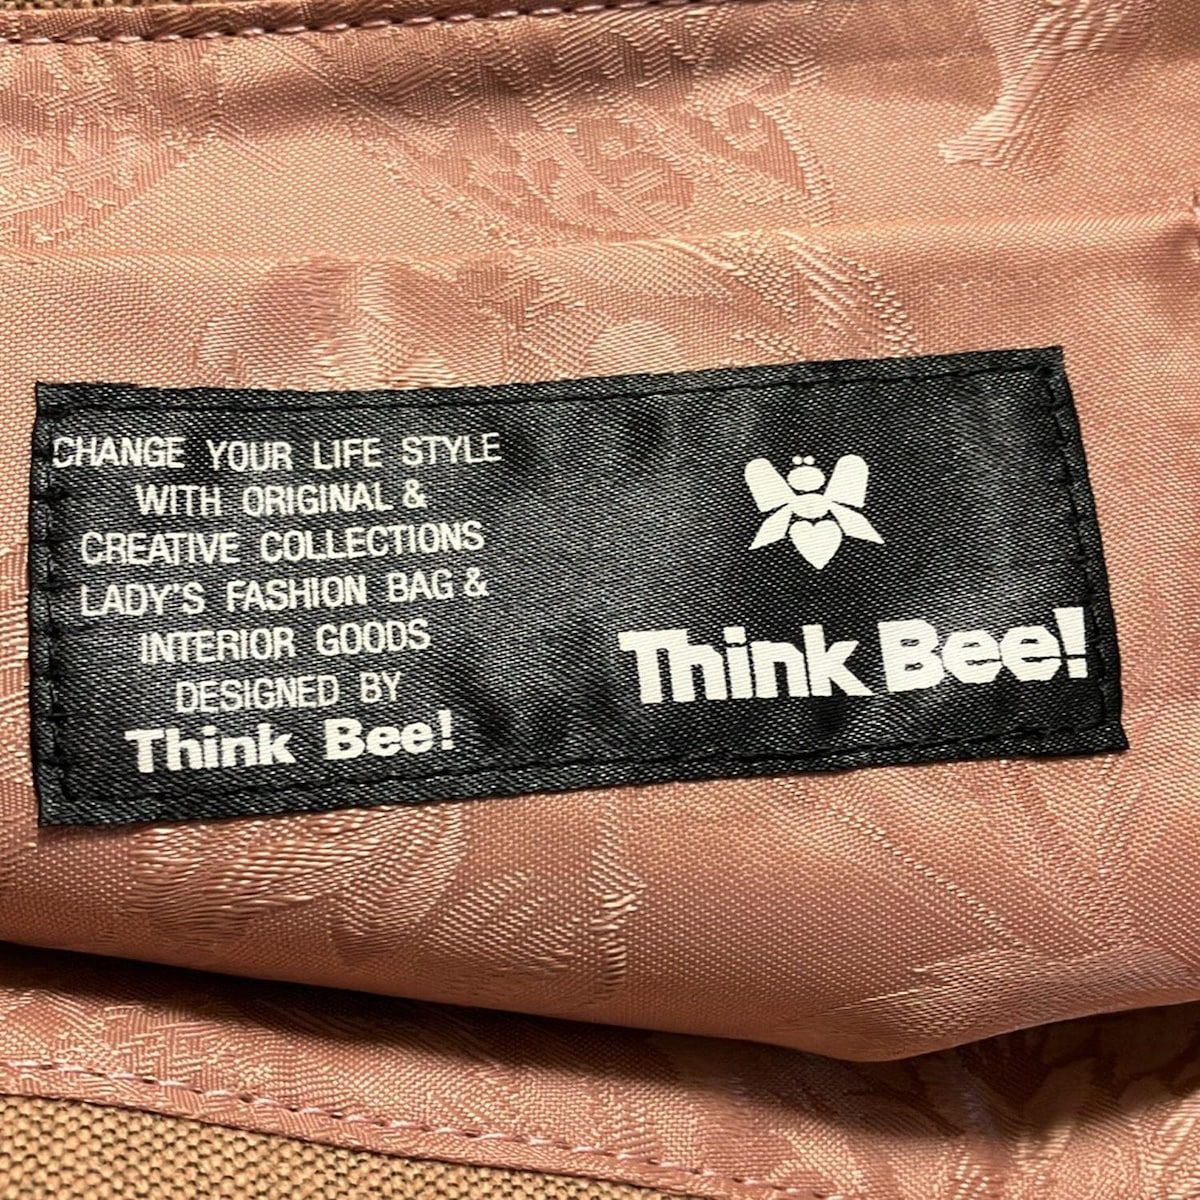 CHANGE YOUR LIFE STYLE
WITH ORIGINAL &
CREATIVE COLLECTIONS
LADY'S FASHION BAG &
INTERIOR GOODS
DESIGNED BY
Think Bee!
Think Bee!